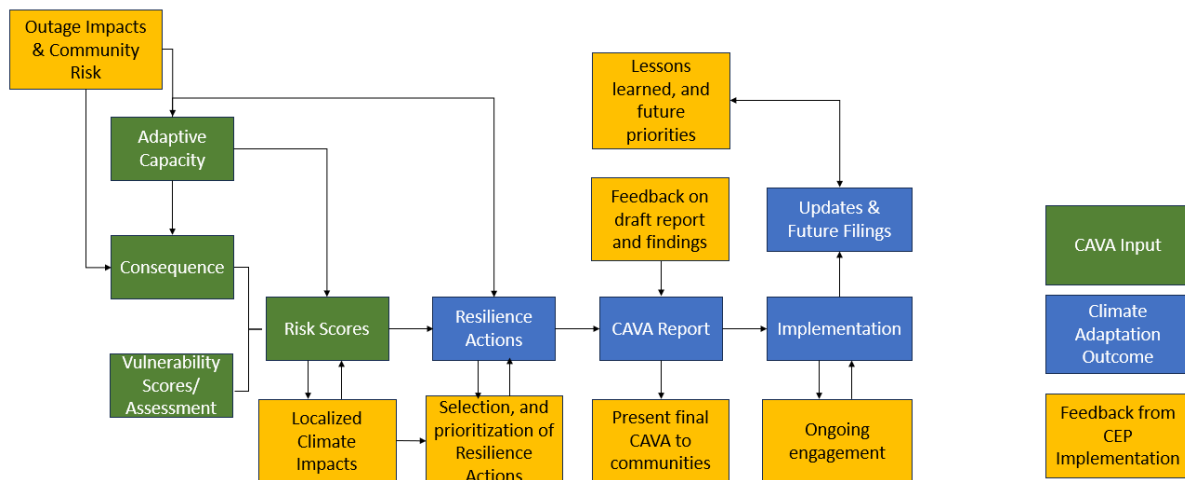 Outage Impacts
& Community
Risk
Adaptive
Capacity
Consequence
Vulnerability
Scores/
Assessment
Risk Scores
Localized
Climate
Impacts
Resilience
Actions
Selection, and
prioritization of
Resilience
Actions
Lessons
learned, and
future
priorities
Feedback on
draft report
and findings
CAVA Report
Present final
CAVA to
communities
Updates &
Future Filings
Implementation
Ongoing
engagement
CAVA Input
Climate
Adaptation
Outcome
Feedback from
CEP
Implementation